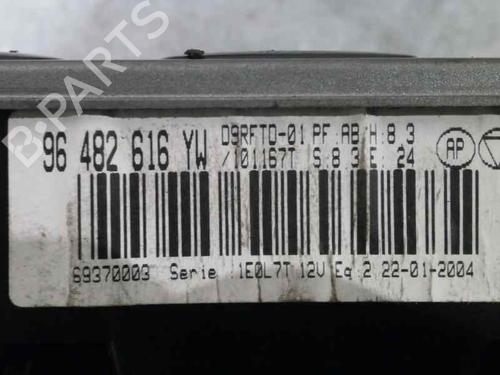 96 482 616 YW
D9RFTD-01 PF. AB/H. 8.3
/101167T S. 8 3 E. 24
AP
69370003 Serie 1E0L7T 12V Eq 2 22-01-2004